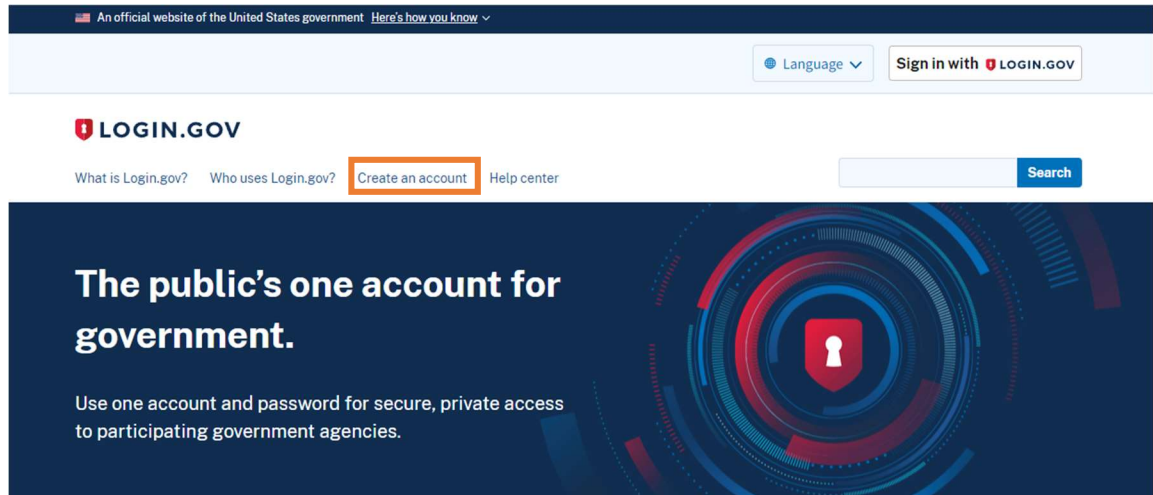 An official website of the United States government Here's how you know
Language
Sign in with LOGIN.GOV
LOGIN.GOV
What is Login.gov? Who uses Login.gov? Create an account Help center
Search
The public's one account for
government.
Use one account and password for secure, private access
to participating government agencies.